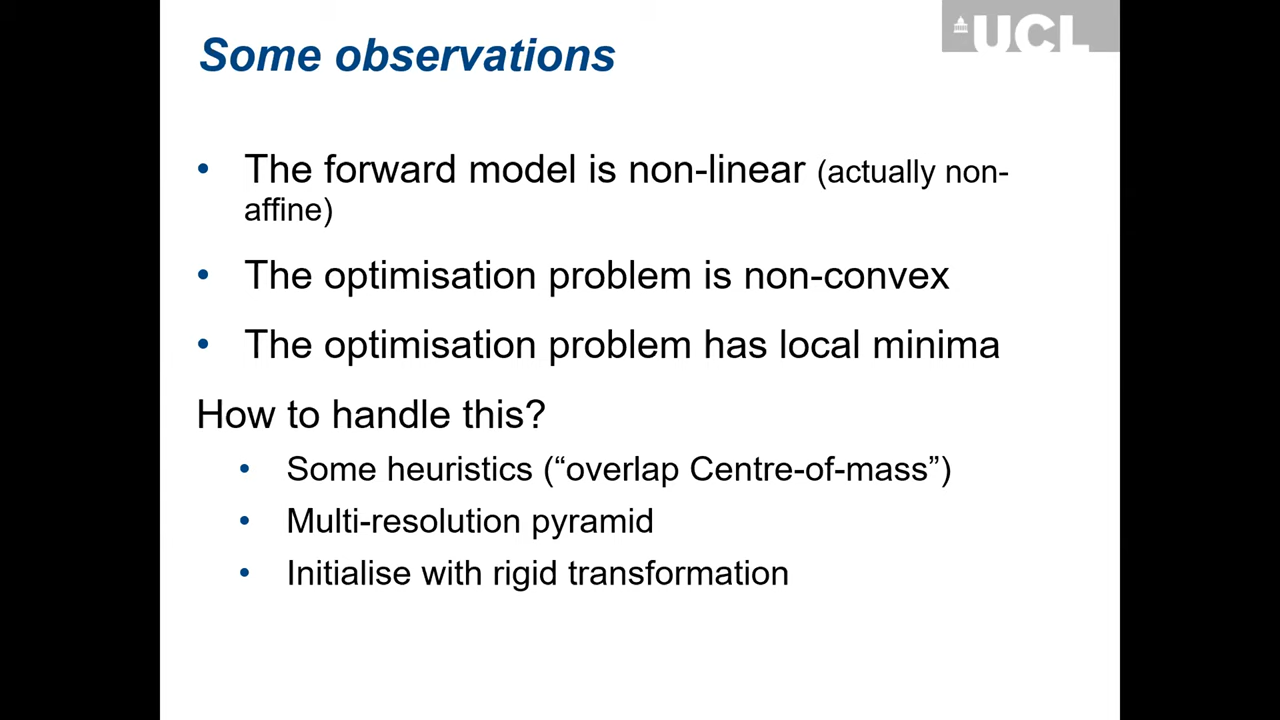 UCL
Some observations
• The forward model is non-linear (actually non-
affine)
• The optimisation problem is non-convex
• The optimisation problem has local minima
How to handle this?
• Some heuristics (“overlap Centre-of-mass”)
• Multi-resolution pyramid
• Initialise with rigid transformation